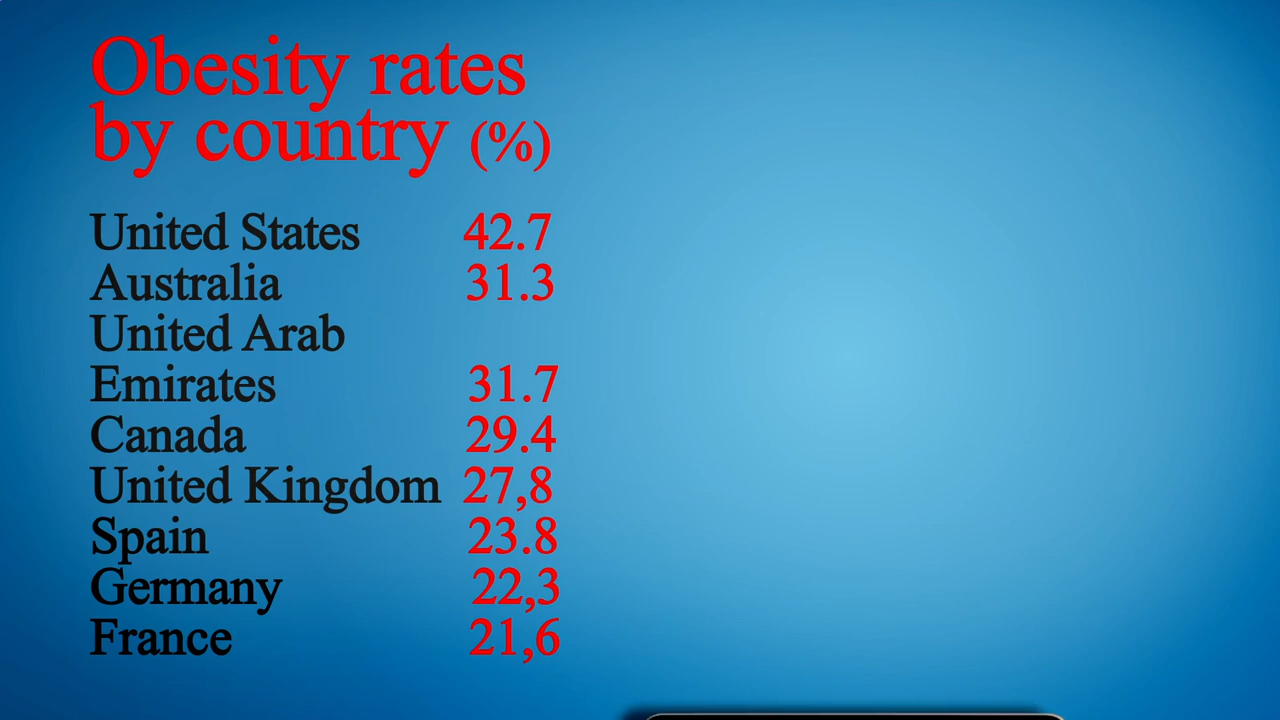 Obesity rates
by country (%)
United States 42.7
Australia 31.3
United Arab
Emirates 31.7
Canada 29.4
United Kingdom 27,8
Spain 23.8
Germany 22,3
France 21,6